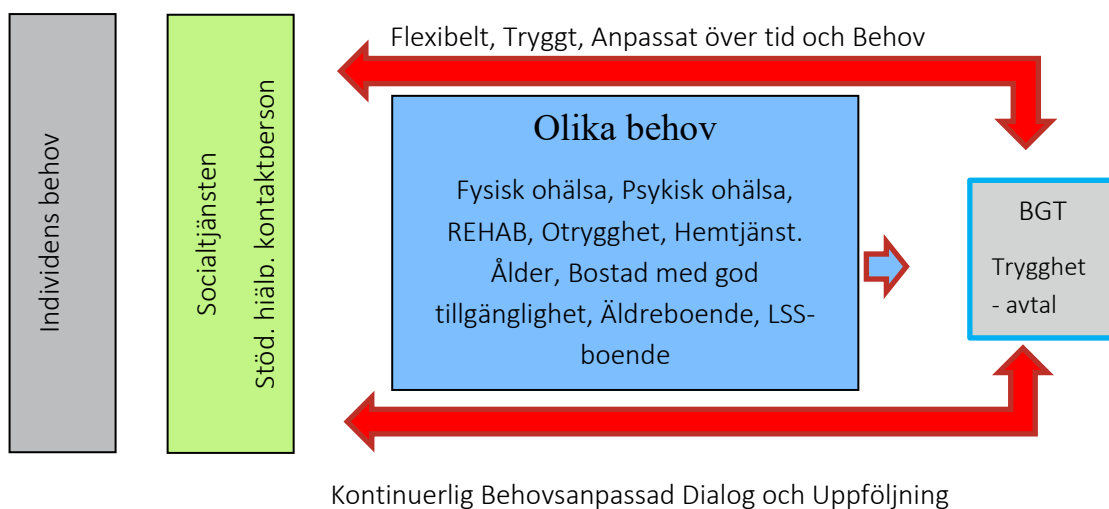 Flexibelt, Tryggt, Anpassat över tid och Behov
Individens behov
Socialtjänsten
Stöd. hjälp. kontaktperson
Olika behov
Fysisk ohälsa, Psykisk ohälsa,
REHAB, Otrygghet, Hemtjänst.
Ålder, Bostad med god
tillgänglighet, Äldreboende, LSS-
boende
BGT
Trygghet
- avtal
Kontinuerlig Behovsanpassad Dialog och Uppföljning